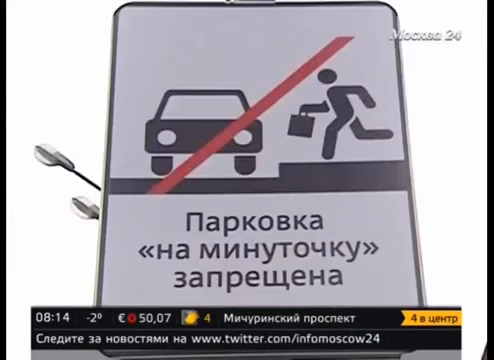 Москва 24
Парковка
«на минуточку»
запрещена
08:14 -2° € 50,07 4 Мичуринский проспект 4 в центр
Следите за новостями на www.twitter.com/infomoscow24